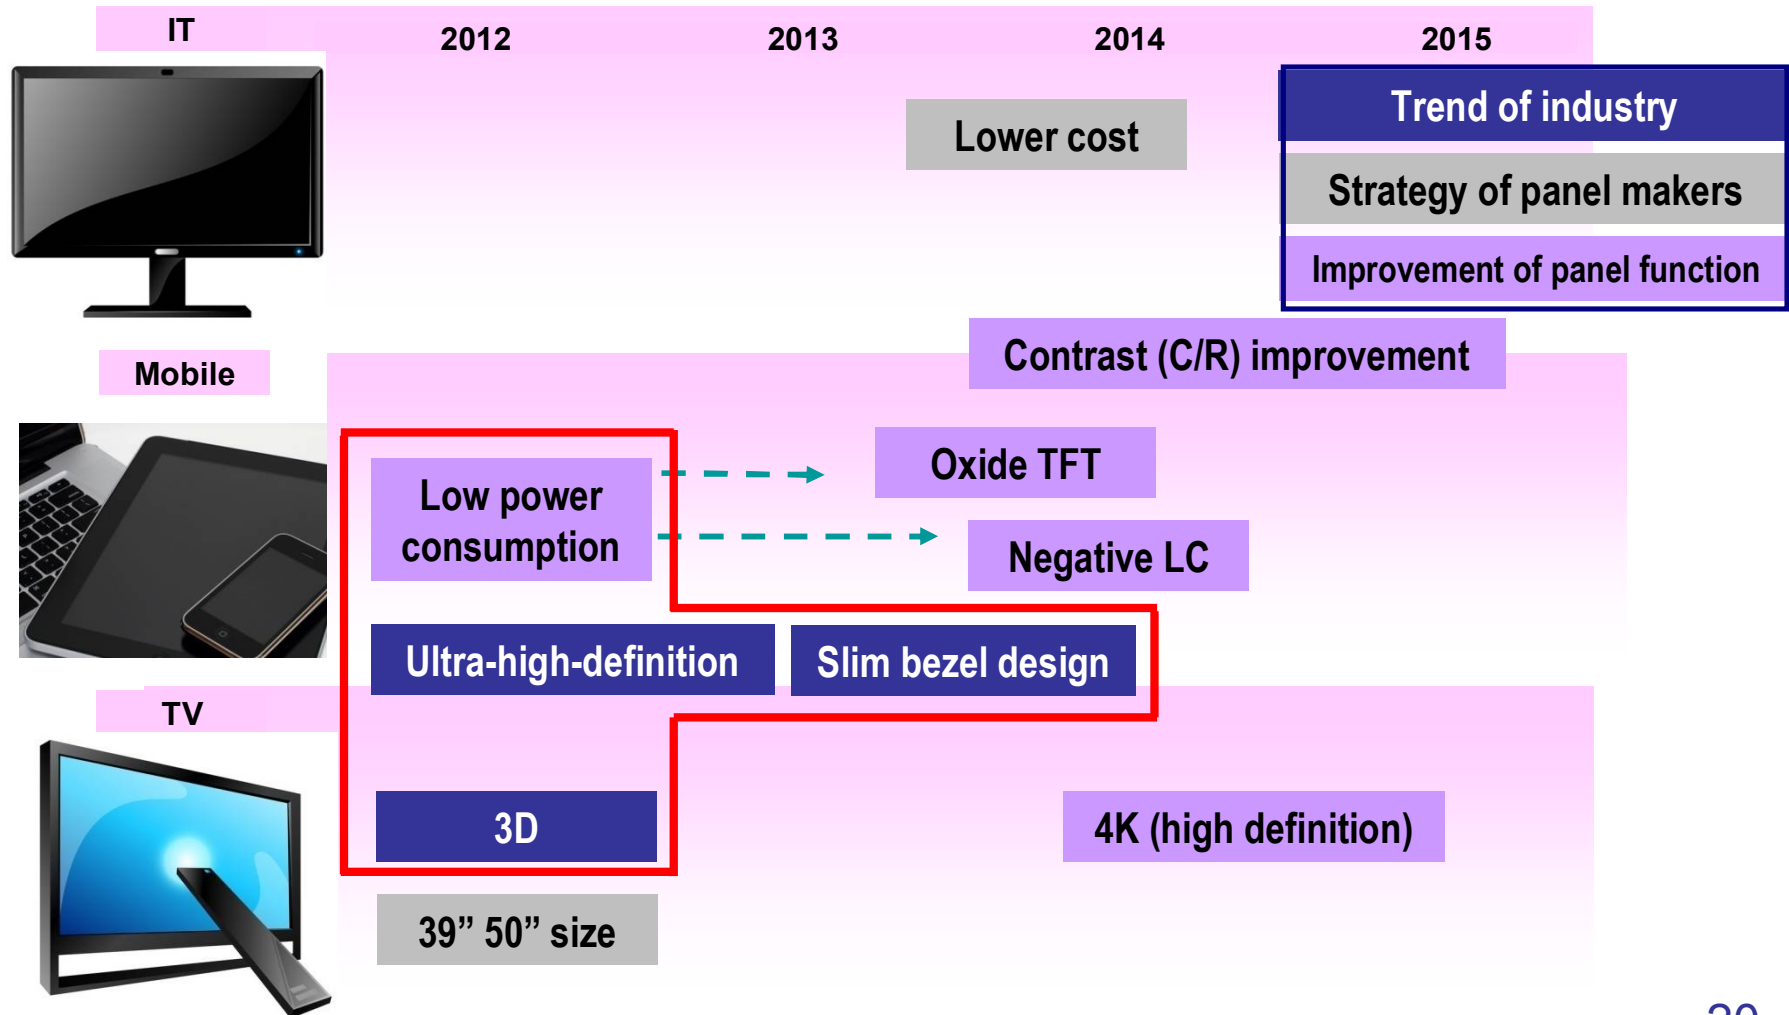 IT
2012
2013
2014
2015
Trend of industry
Lower cost
Strategy of panel makers
Improvement of panel function
Contrast (C/R) improvement
Mobile
Oxide TFT
Low power
consumption
Negative LC
Ultra-high-definition
Slim bezel design
TV
3D
4K (high definition)
39” 50” size